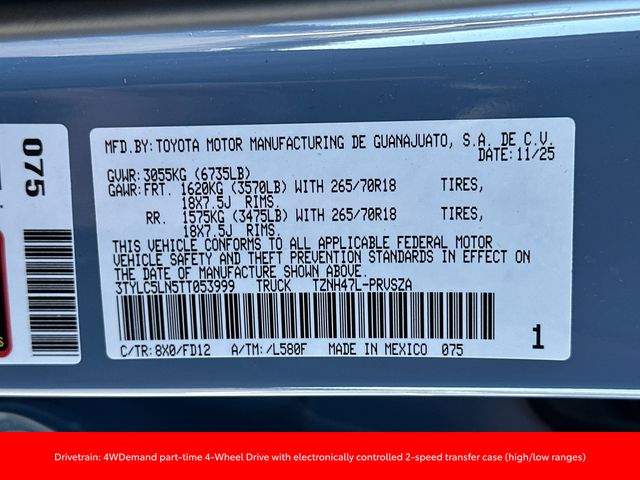 075
MFD.BY:TOYOTA MOTOR MANUFACTURING DE GUANAJUATO, S.A. DE C.V.
DATE:11/25
GVWR: 3055KG (6735LB)
GAWR:FRT. 1620KG (3570LB) WITH 265/70R18 TIRES,
18X7.5J RIMS.
RR. 1575KG (3475LB) WITH 265/70R18 TIRES,
18X7.5J RIMS.
THIS VEHICLE CONFORMS TO ALL APPLICABLE FEDERAL MOTOR
VEHICLE SAFETY AND THEFT PREVENTION STANDARDS IN EFFECT ON
THE DATE OF MANUFACTURE SHOWN ABOVE.
3TYLC5LN5TT053999 TRUCK TZNH47L-PRVSZA
C/TR: 8X0/FD12 A/TM: /L580F MADE IN MEXICO 075
1
Drivetrain: 4WDemand part-time 4-Wheel Drive with electronically controlled 2-speed transfer case (high/low ranges)